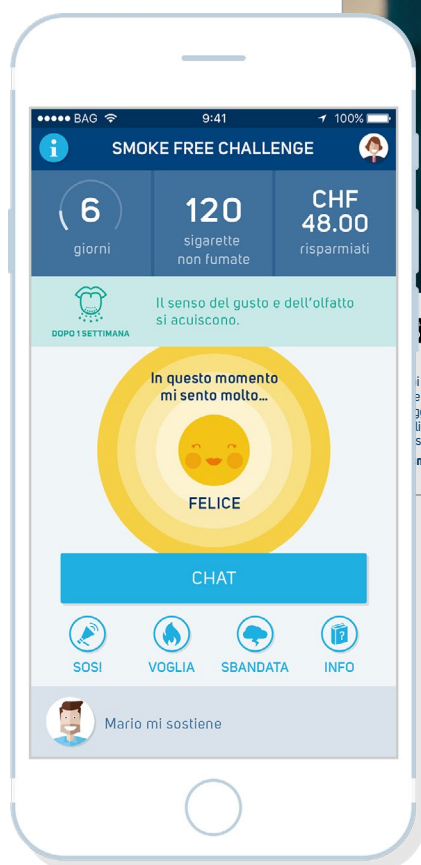 BAG 9:41 100%
i SMOKE FREE CHALLENGE
6 120 CHF
48.00
giorni sigarette
non fumate risparmiati
Il senso del gusto e dell'olfatto
si acuiscono.
DOPO 1 SETTIMANA
In questo momento
mi sento molto...
FELICE
CHAT
SOS! VOGLIA SBANDATA INFO
Mario mi sostiene